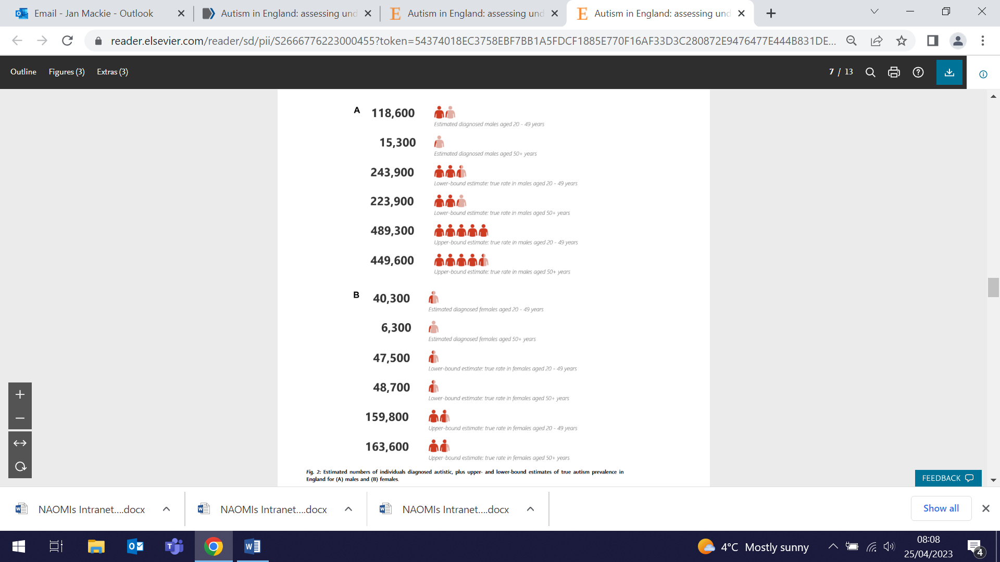 Email - Jan Mackie - Outlook
Autism in England: assessing und
Autism in England: assessing und
Autism in England: assessing und
reader.elsevier.com/reader/sd/pii/S2666776223000455?token=54374018EC3758EBF7BB1A5FDCF1885E770F16AF33D3C280872E9476477E444B831DE...
Outline Figures (3) Extras (3) 7 / 13
A 118,600
Estimated diagnosed males aged 20 - 49 years
15,300
Estimated diagnosed males aged 50+ years
243,900
Lower-bound estimate: true rate in males aged 20 - 49 years
223,900
Lower-bound estimate: true rate in males aged 50+ years
489,300
Upper-bound estimate: true rate in males aged 20 - 49 years
449,600
Upper-bound estimate: true rate in males aged 50+ years
B 40,300
Estimated diagnosed females aged 20 - 49 years
6,300
Estimated diagnosed females aged 50+ years
47,500
Lower-bound estimate: true rate in females aged 20 - 49 years
48,700
Lower-bound estimate: true rate in females aged 50+ years
159,800
Upper-bound estimate: true rate in females aged 20 - 49 years
163,600
Upper-bound estimate: true rate in females aged 50+ years
Fig. 2: Estimated numbers of individuals diagnosed autistic, plus upper- and lower-bound estimates of true autism prevalence in
England for (A) males and (B) females.
FEEDBACK
NAOMIs Intranet....docx
NAOMIs Intranet....docx
NAOMIs Intranet....docx
Show all
4°C Mostly sunny
08:08
25/04/2023
4